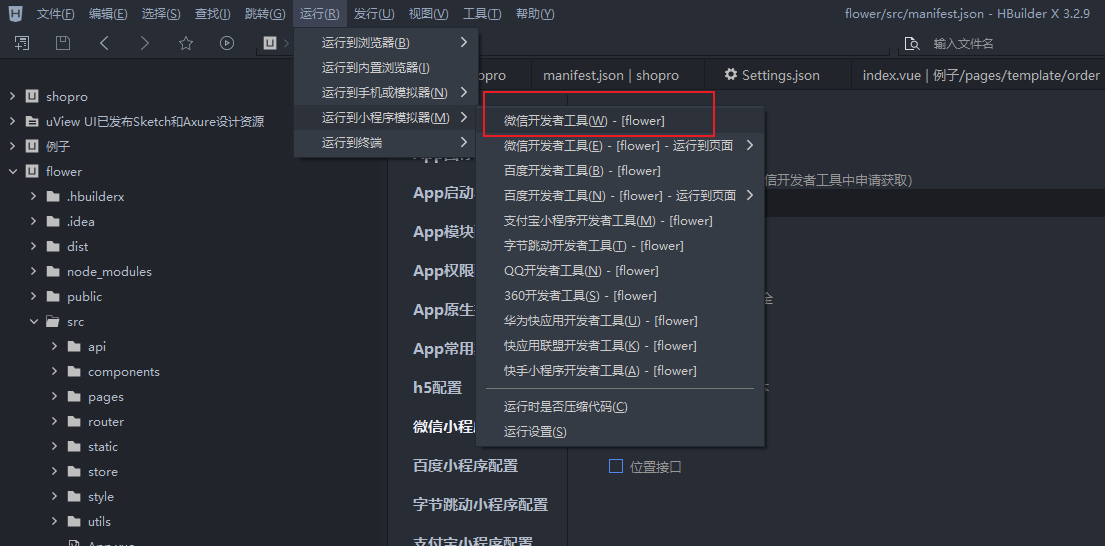 文件(F) 编辑(E) 选择(S) 查找(I) 跳转(G) 运行(R) 发行(U) 视图(V) 工具(T) 帮助(Y) flower/src/manifest.json - HBuilder X 3.2.9
输入文件名
运行到浏览器(B)
运行到内置浏览器(I)
运行到手机或模拟器(N)
运行到小程序模拟器(M)
运行到终端
opro manifest.json | shopro Settings.json index.vue | 例子/pages/template/order
微信开发者工具(W) - [flower]
微信开发者工具(E) - [flower] - 运行到页面
百度开发者工具(B) - [flower]
百度开发者工具(N) - [flower] - 运行到页面
支付宝小程序开发者工具(M) - [flower]
字节跳动开发者工具(T) - [flower]
QQ开发者工具(N) - [flower]
360开发者工具(S) - [flower]
华为快应用开发者工具(U) - [flower]
快应用联盟开发者工具(K) - [flower]
快手小程序开发者工具(A) - [flower]
运行时是否压缩代码(C)
运行设置(S)
shopro
uView UI已发布Sketch和Axure设计资源
例子
flower
.hbuilderx
.idea
dist
node_modules
public
src
api
components
pages
router
static
store
style
utils
App.vue
App启动
App模块
App权限
App原生
App常用
h5配置
微信小程
百度小程序配置
字节跳动小程序配置
支付宝小程序配置
信开发者工具中申请获取)
全
位置接口